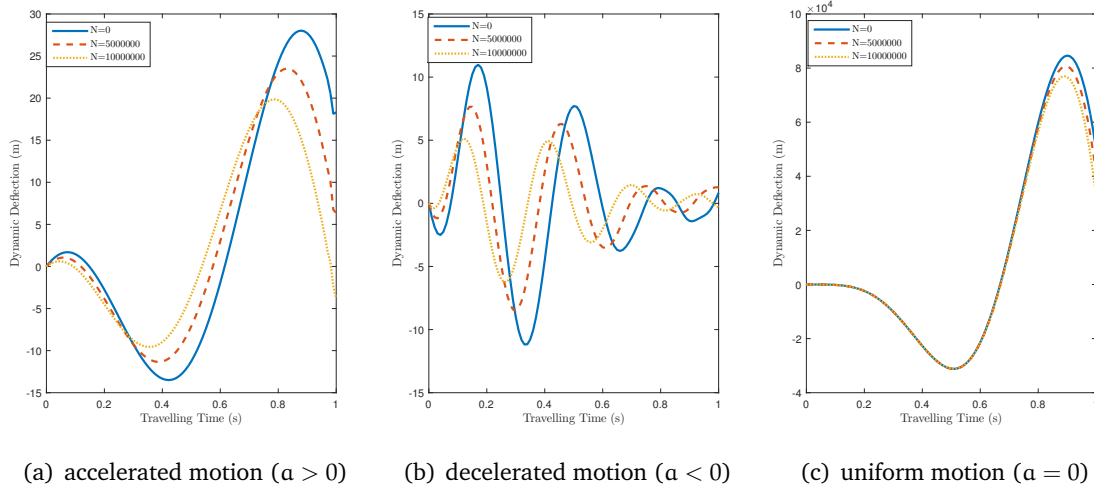 N=0
N=5000000
N=10000000
30
25
20
15
10
5
0
-5
-10
-15
Dynamic Deflection (m)
0 0.2 0.4 0.6 0.8 1
Travelling Time (s)
(a) accelerated motion (a > 0)
N=0
N=5000000
N=10000000
15
10
5
0
-5
-10
-15
Dynamic Deflection (m)
0 0.2 0.4 0.6 0.8 1
Travelling Time (s)
(b) decelerated motion (a < 0)
×10⁴
N=0
N=5000000
N=10000000
10
8
6
4
2
0
-2
-4
Dynamic Deflection (m)
0 0.2 0.4 0.6 0.8 1
Travelling Time (s)
(c) uniform motion (a = 0)